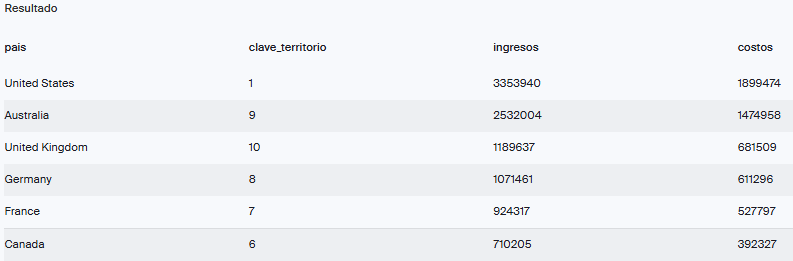 Resultado
pais clave_territorio ingresos costos
United States 1 3353940 1899474
Australia 9 2532004 1474958
United Kingdom 10 1189637 681509
Germany 8 1071461 611296
France 7 924317 527797
Canada 6 710205 392327